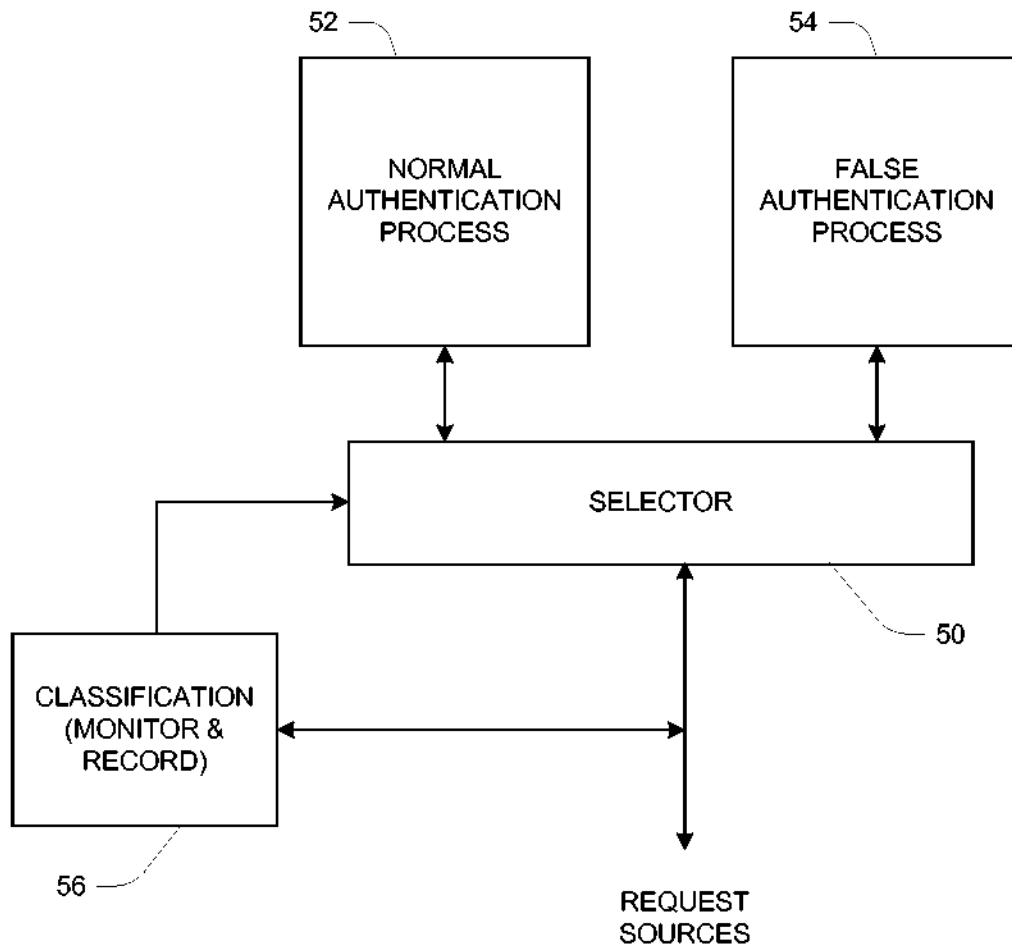 52
54
NORMAL
AUTHENTICATION
PROCESS
FALSE
AUTHENTICATION
PROCESS
SELECTOR
50
CLASSIFICATION
(MONITOR &
RECORD)
56
REQUEST
SOURCES